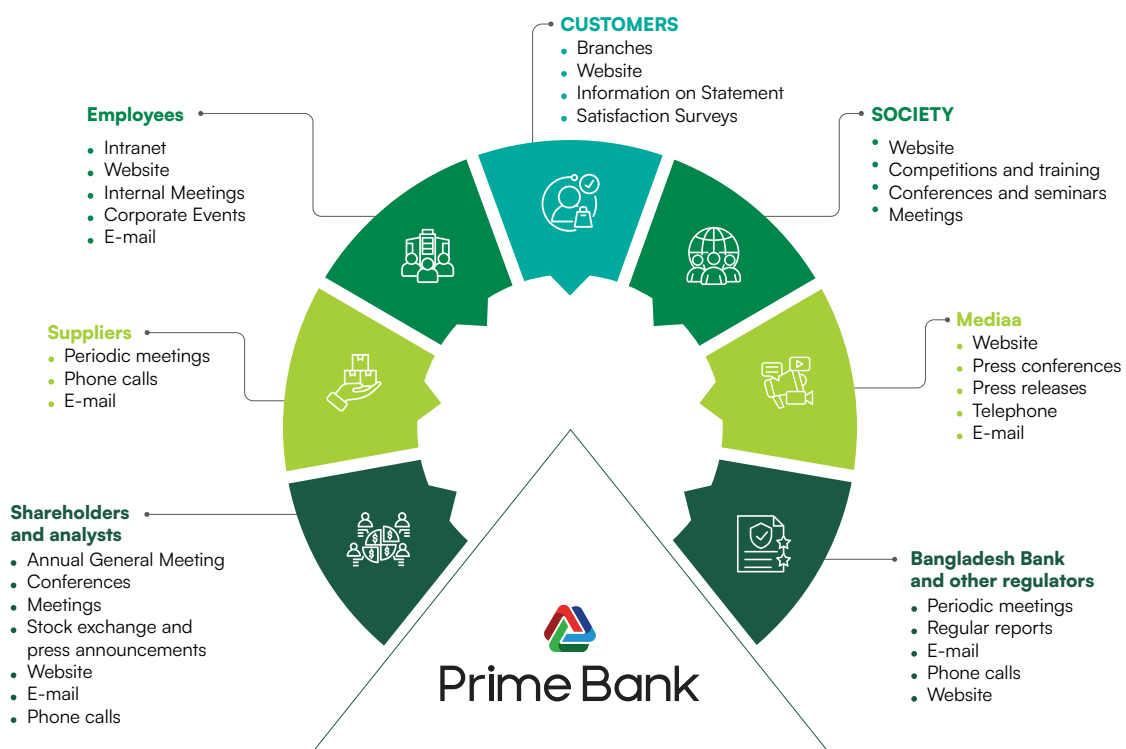 CUSTOMERS
Branches
Website
Information on Statement
Satisfaction Surveys
Employees
Intranet
Website
Internal Meetings
Corporate Events
E-mail
SOCIETY
Website
Competitions and training
Conferences and seminars
Meetings
Suppliers
Periodic meetings
Phone calls
E-mail
Mediaa
Website
Press conferences
Press releases
Telephone
E-mail
Shareholders
and analysts
Annual General Meeting
Conferences
Meetings
Stock exchange and
press announcements
Website
E-mail
Phone calls
Bangladesh Bank
and other regulators
Periodic meetings
Regular reports
E-mail
Phone calls
Website
Prime Bank